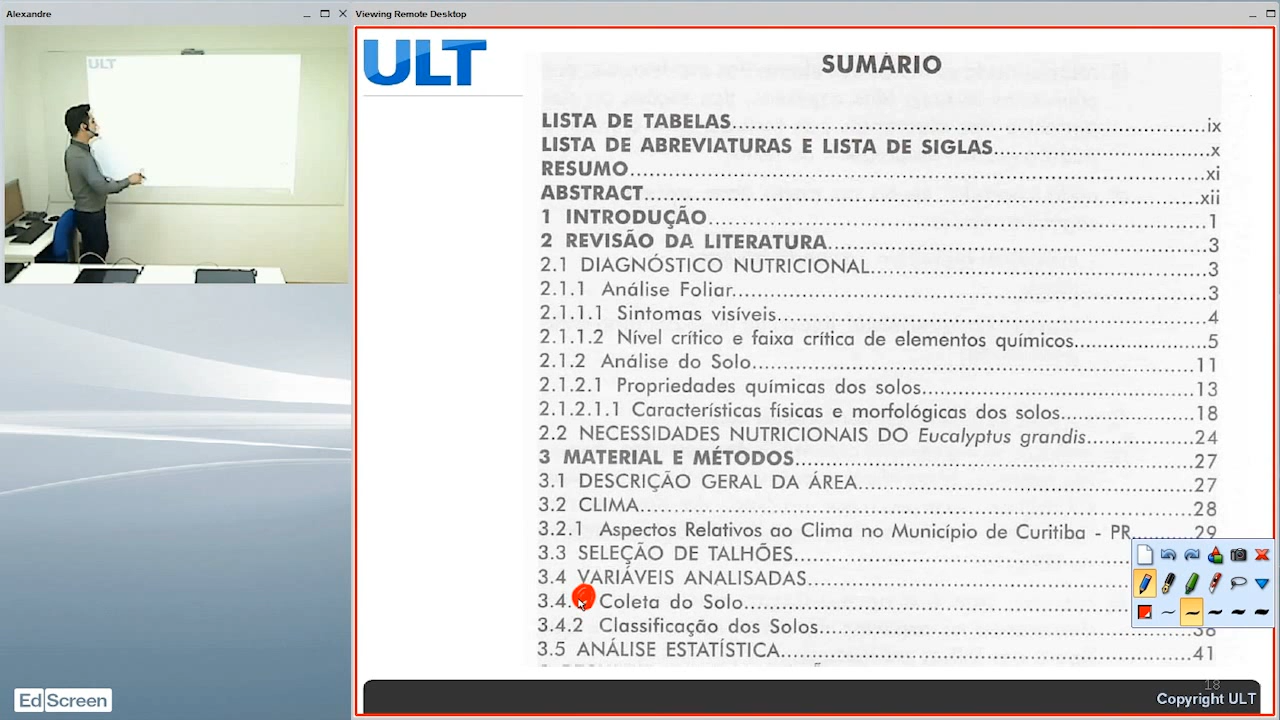 Alexandre
Viewing Remote Desktop
ULT
ULT
SUMÁRIO
LISTA DE TABELAS ix
LISTA DE ABREVIATURAS E LISTA DE SIGLAS x
RESUMO xi
ABSTRACT xii
1 INTRODUÇÃO 1
2 REVISÃO DA LITERATURA 3
2.1 DIAGNÓSTICO NUTRICIONAL 3
2.1.1 Análise Foliar 3
2.1.1.1 Sintomas visíveis 4
2.1.1.2 Nível crítico e faixa crítica de elementos químicos 5
2.1.2 Análise do Solo 11
2.1.2.1 Propriedades químicas dos solos 13
2.1.2.1.1 Características físicas e morfológicas dos solos 18
2.2 NECESSIDADES NUTRICIONAIS DO Eucalyptus grandis 24
3 MATERIAL E MÉTODOS 27
3.1 DESCRIÇÃO GERAL DA ÁREA 27
3.2 CLIMA 28
3.2.1 Aspectos Relativos ao Clima no Município de Curitiba - PR 29
3.3 SELEÇÃO DE TALHÕES
3.4 VARIÁVEIS ANALISADAS
3.4. Coleta do Solo
3.4.2 Classificação dos Solos 38
3.5 ANÁLISE ESTATÍSTICA 41
18
Copyright ULT
EdScreen